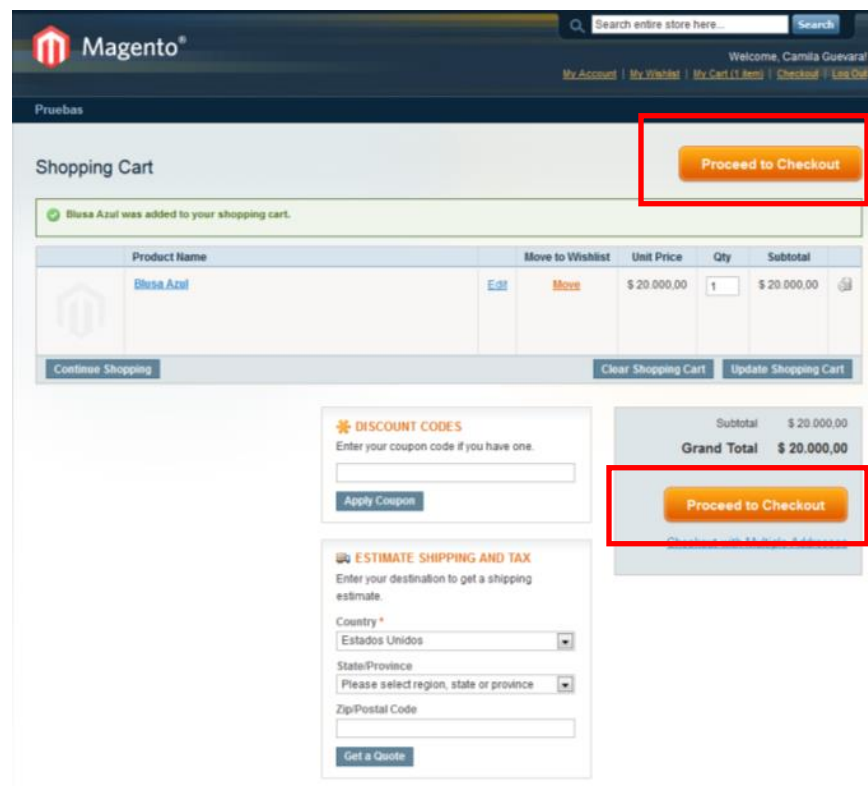 Magento®
Search entire store here... Search
Welcome, Camila Guevara!
My Account | My Wishlist | My Cart (1 item) | Checkout | Log Out
Pruebas
Shopping Cart
Proceed to Checkout
Blusa Azul was added to your shopping cart.
Product Name Move to Wishlist Unit Price Qty Subtotal
Blusa Azul Edit Move $ 20.000,00 1 $ 20.000,00
Continue Shopping Clear Shopping Cart Update Shopping Cart
DISCOUNT CODES
Enter your coupon code if you have one.
Apply Coupon
Subtotal $ 20.000,00
Grand Total $ 20.000,00
Proceed to Checkout
Checkout with Multiple Addresses
ESTIMATE SHIPPING AND TAX
Enter your destination to get a shipping
estimate.
Country *
Estados Unidos
State/Province
Please select region, state or province
Zip/Postal Code
Get a Quote